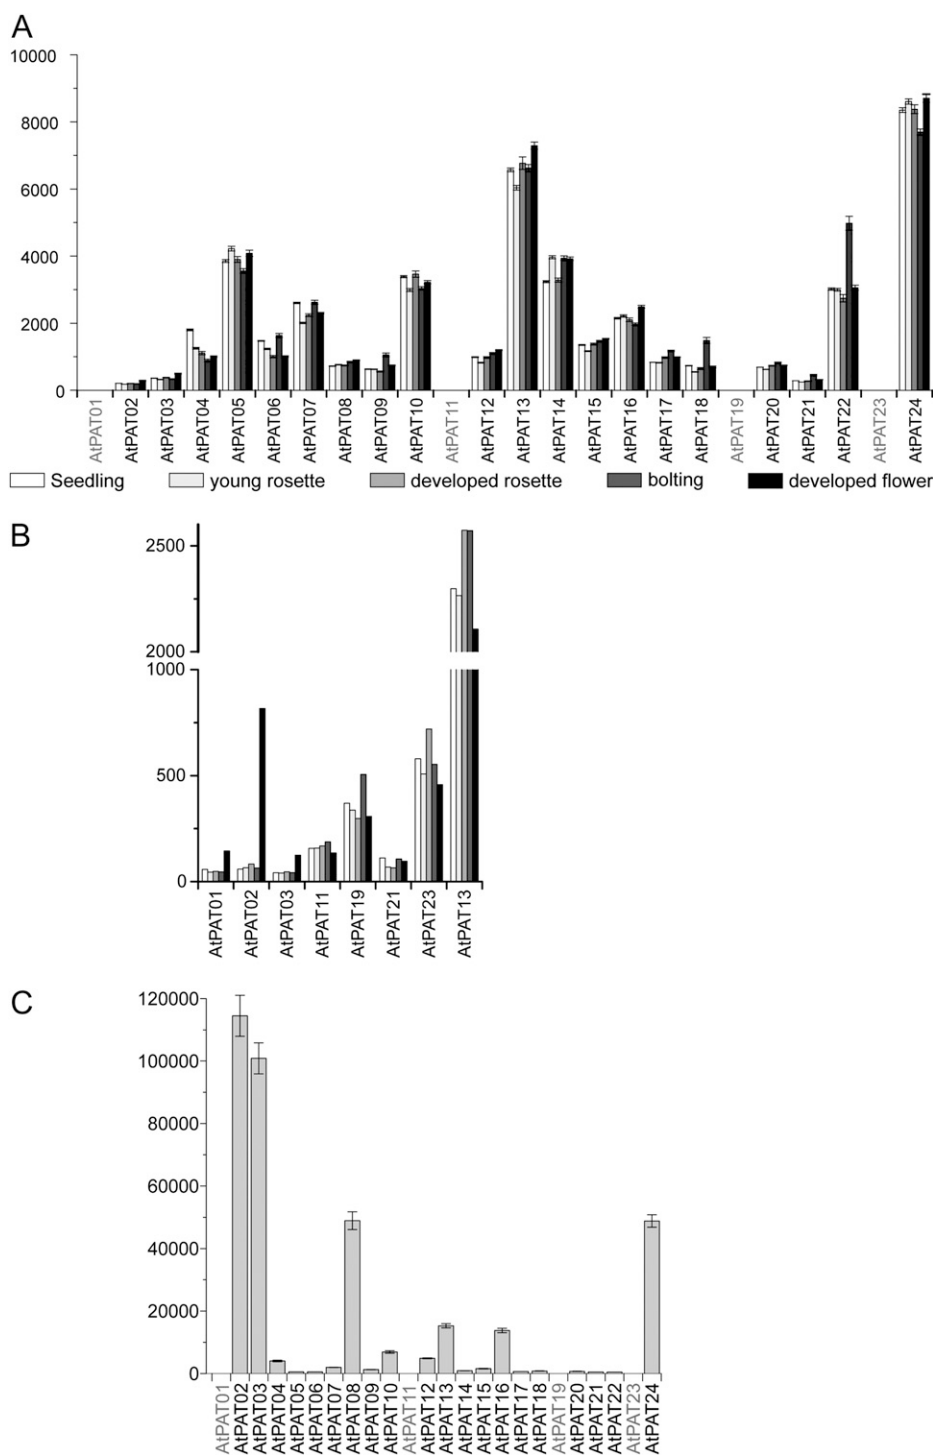 A
10000
8000
6000
4000
2000
0
AtPAT01 AtPAT02 AtPAT03 AtPAT04 AtPAT05 AtPAT06 AtPAT07 AtPAT08 AtPAT09 AtPAT10 AtPAT11 AtPAT12 AtPAT13 AtPAT14 AtPAT15 AtPAT16 AtPAT17 AtPAT18 AtPAT19 AtPAT20 AtPAT21 AtPAT22 AtPAT23 AtPAT24
Seedling young rosette developed rosette bolting developed flower
B
2500
2000
1000
500
0
AtPAT01 AtPAT02 AtPAT03 AtPAT11 AtPAT19 AtPAT21 AtPAT23 AtPAT13
C
120000
100000
80000
60000
40000
20000
0
AtPAT01 AtPAT02 AtPAT03 AtPAT04 AtPAT05 AtPAT06 AtPAT07 AtPAT08 AtPAT09 AtPAT10 AtPAT11 AtPAT12 AtPAT13 AtPAT14 AtPAT15 AtPAT16 AtPAT17 AtPAT18 AtPAT19 AtPAT20 AtPAT21 AtPAT22 AtPAT23 AtPAT24